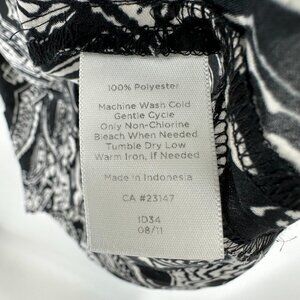 100% Polyester
Machine Wash Cold
Gentle Cycle
Only Non-Chlorine
Bleach When Needed
Tumble Dry Low
Warm Iron, If Needed
Made in Indonesia
CA #23147
1D34
08/11